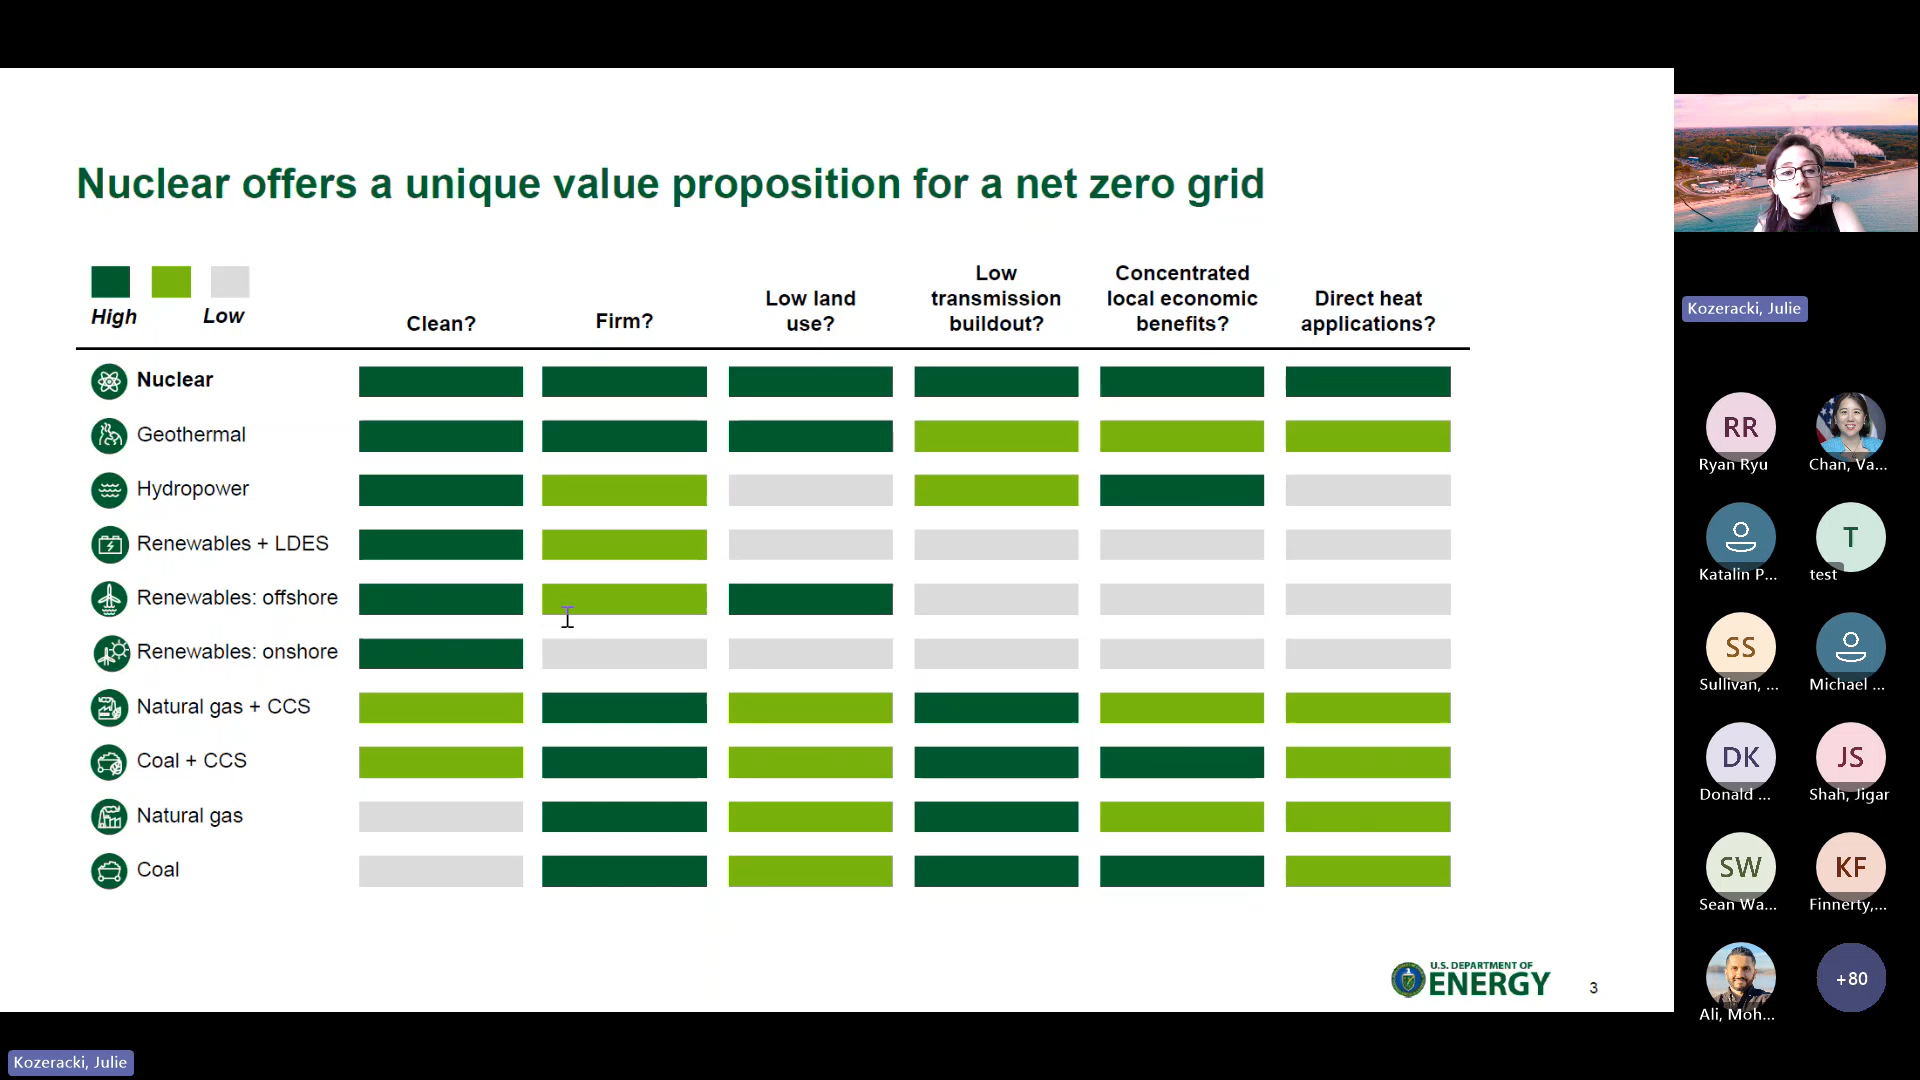 Nuclear offers a unique value proposition for a net zero grid
High
Low
Clean?
Firm?
Low land
use?
Low
transmission
buildout?
Concentrated
local economic
benefits?
Direct heat
applications?
Nuclear
Geothermal
Hydropower
Renewables + LDES
Renewables: offshore
Renewables: onshore
Natural gas + CCS
Coal + CCS
Natural gas
Coal
U.S. DEPARTMENT OF
ENERGY
3
Kozeracki, Julie
Kozeracki, Julie
RR
Ryan Ryu
Chan, Va...
Katalin P...
T
test
SS
Sullivan, ...
Michael ...
DK
Donald ...
JS
Shah, Jigar
SW
Sean Wa...
KF
Finnerty,...
Ali, Moh...
+80